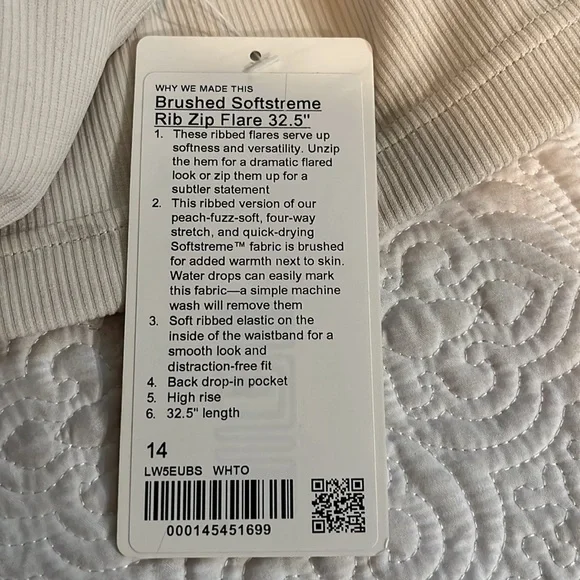 WHY WE MADE THIS
Brushed Softstreme
Rib Zip Flare 32.5"
1. These ribbed flares serve up
softness and versatility. Unzip
the hem for a dramatic flared
look or zip them up for a
subtler statement
2. This ribbed version of our
peach-fuzz-soft, four-way
stretch, and quick-drying
Softstreme™ fabric is brushed
for added warmth next to skin.
Water drops can easily mark
this fabric—a simple machine
wash will remove them
3. Soft ribbed elastic on the
inside of the waistband for a
smooth look and
distraction-free fit
4. Back drop-in pocket
5. High rise
6. 32.5" length
14
LW5EUBS WHTO
000145451699